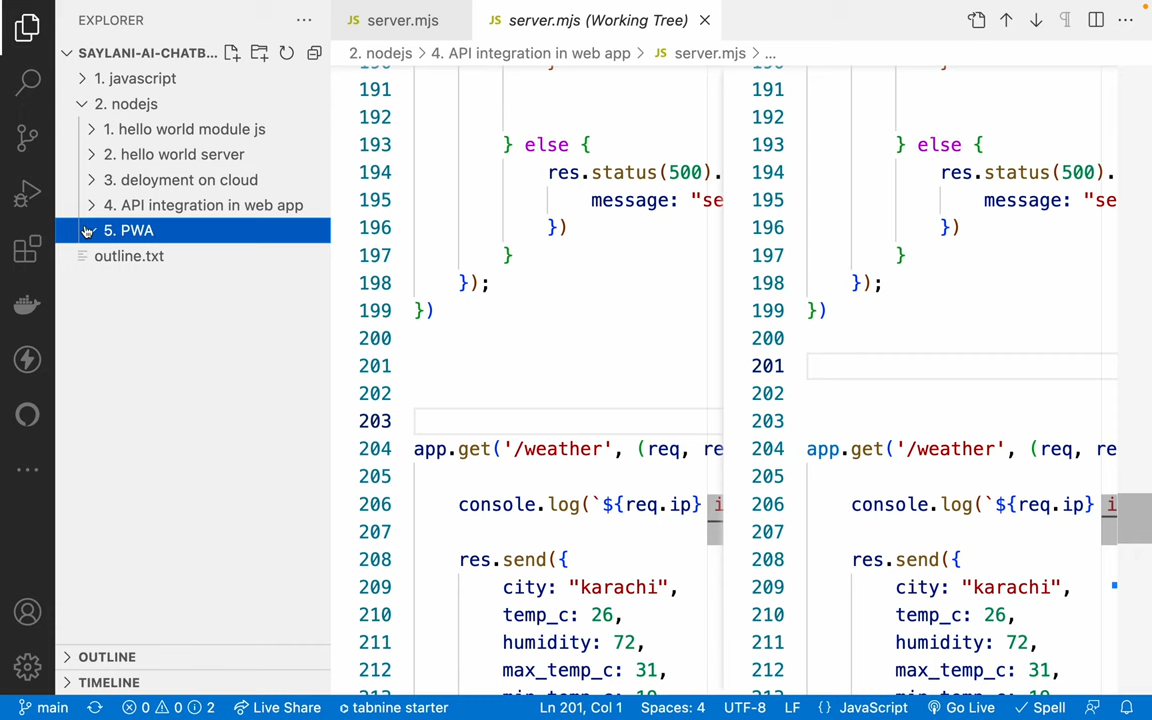 EXPLORER
SAYLANI-AI-CHATB...
1. javascript
2. nodejs
1. hello world module js
2. hello world server
3. deloyment on cloud
4. API integration in web app
5. PWA
outline.txt
OUTLINE
TIMELINE
JS server.mjs
JS server.mjs (Working Tree)
2. nodejs > 4. API integration in web app > JS server.mjs > ...
191
192
193 } else {
194 res.status(500).
195 message: "se
196 })
197 }
198 });
199 })
200
201
202
203
204 app.get('/weather', (req, re
205
206 console.log(`${req.ip} i
207
208 res.send({
209 city: "karachi",
210 temp_c: 26,
211 humidity: 72,
212 max_temp_c: 31,
191
192
193 } else {
194 res.status(500).
195 message: "se
196 })
197 }
198 });
199 })
200
201
202
203
204 app.get('/weather', (req, re
205
206 console.log(`${req.ip} i
207
208 res.send({
209 city: "karachi",
210 temp_c: 26,
211 humidity: 72,
212 max_temp_c: 31,
main 0 0 2 Live Share tabnine starter Ln 201, Col 1 Spaces: 4 UTF-8 LF {} JavaScript Go Live Spell